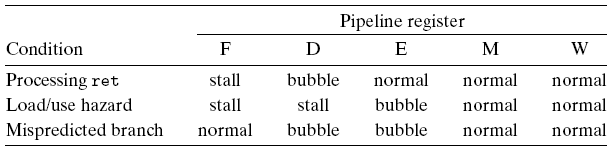 Pipeline register
Condition F D E M W
Processing ret stall bubble normal normal normal
Load/use hazard stall stall bubble normal normal
Mispredicted branch normal bubble bubble normal normal